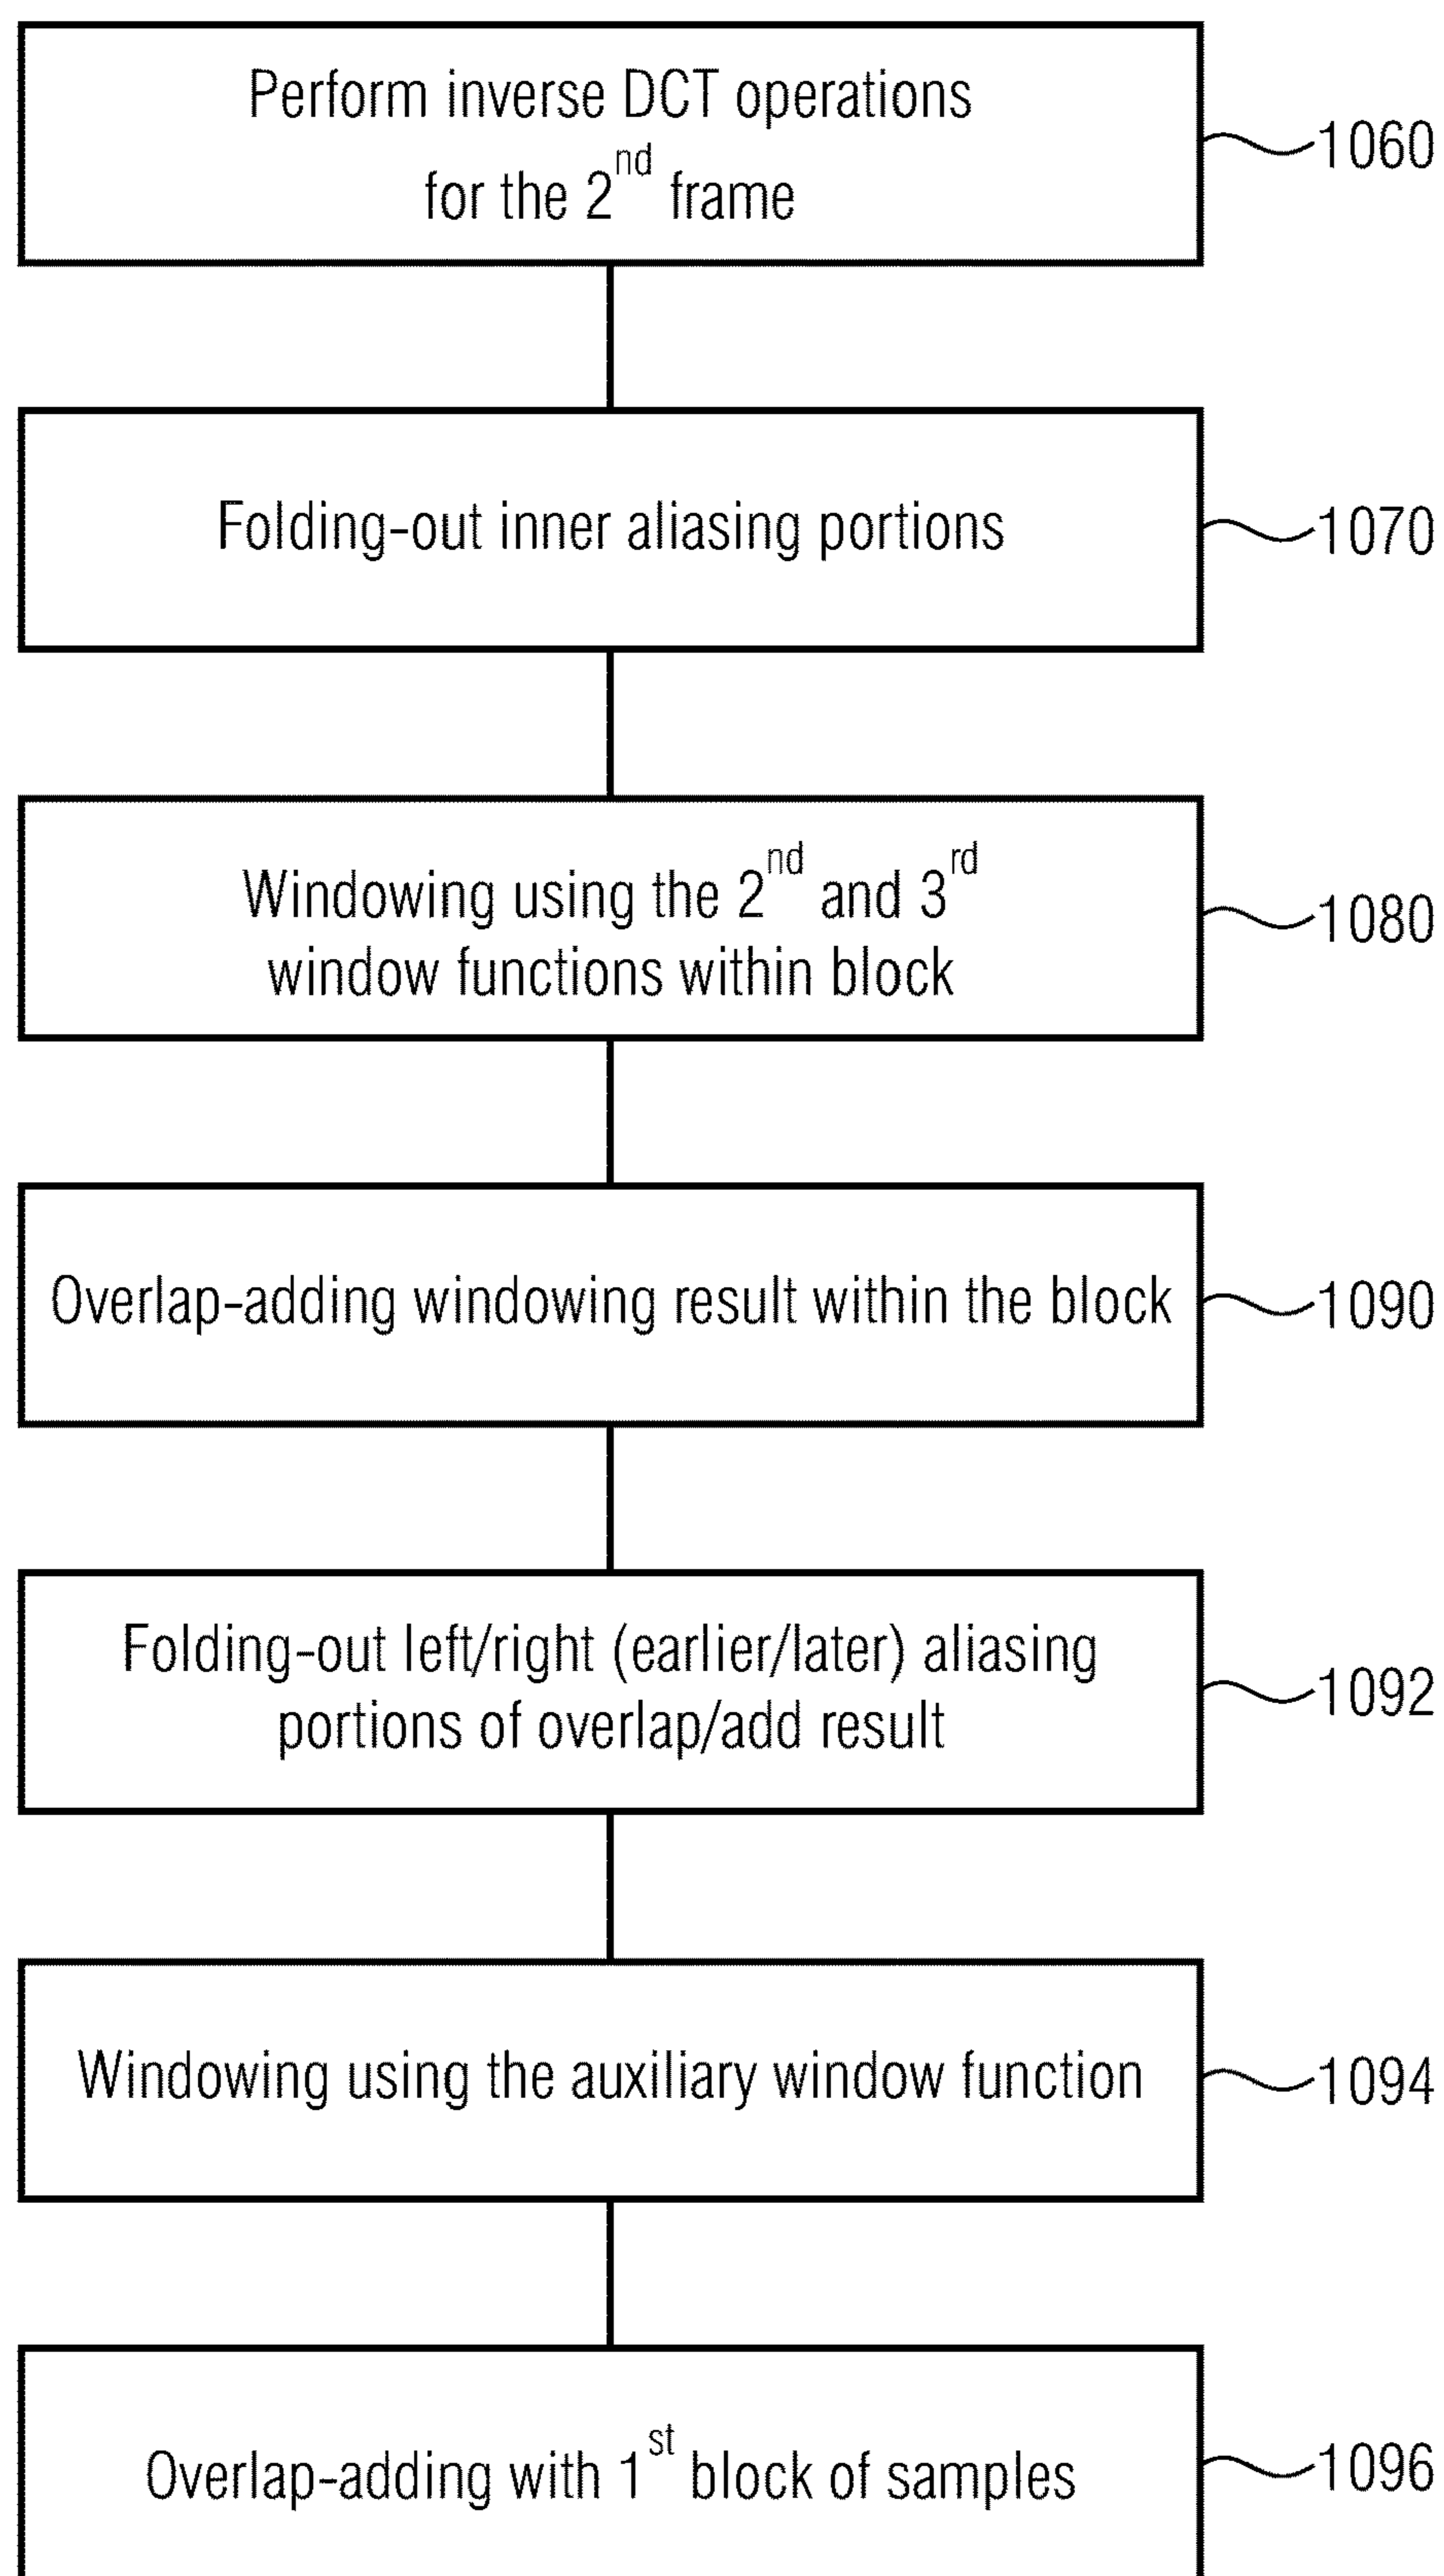 Perform inverse DCT operations
for the 2nd frame
1060
Folding-out inner aliasing portions
1070
Windowing using the 2nd and 3rd
window functions within block
1080
Overlap-adding windowing result within the block
1090
Folding-out left/right (earlier/later) aliasing
portions of overlap/add result
1092
Windowing using the auxiliary window function
1094
Overlap-adding with 1st block of samples
1096